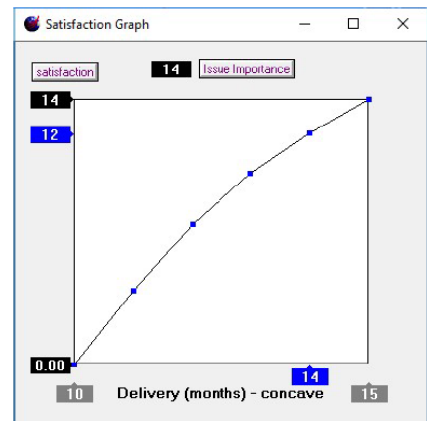 Satisfaction Graph
satisfaction
14 Issue Importance
14
12
0.00
14
10 Delivery (months) - concave 15